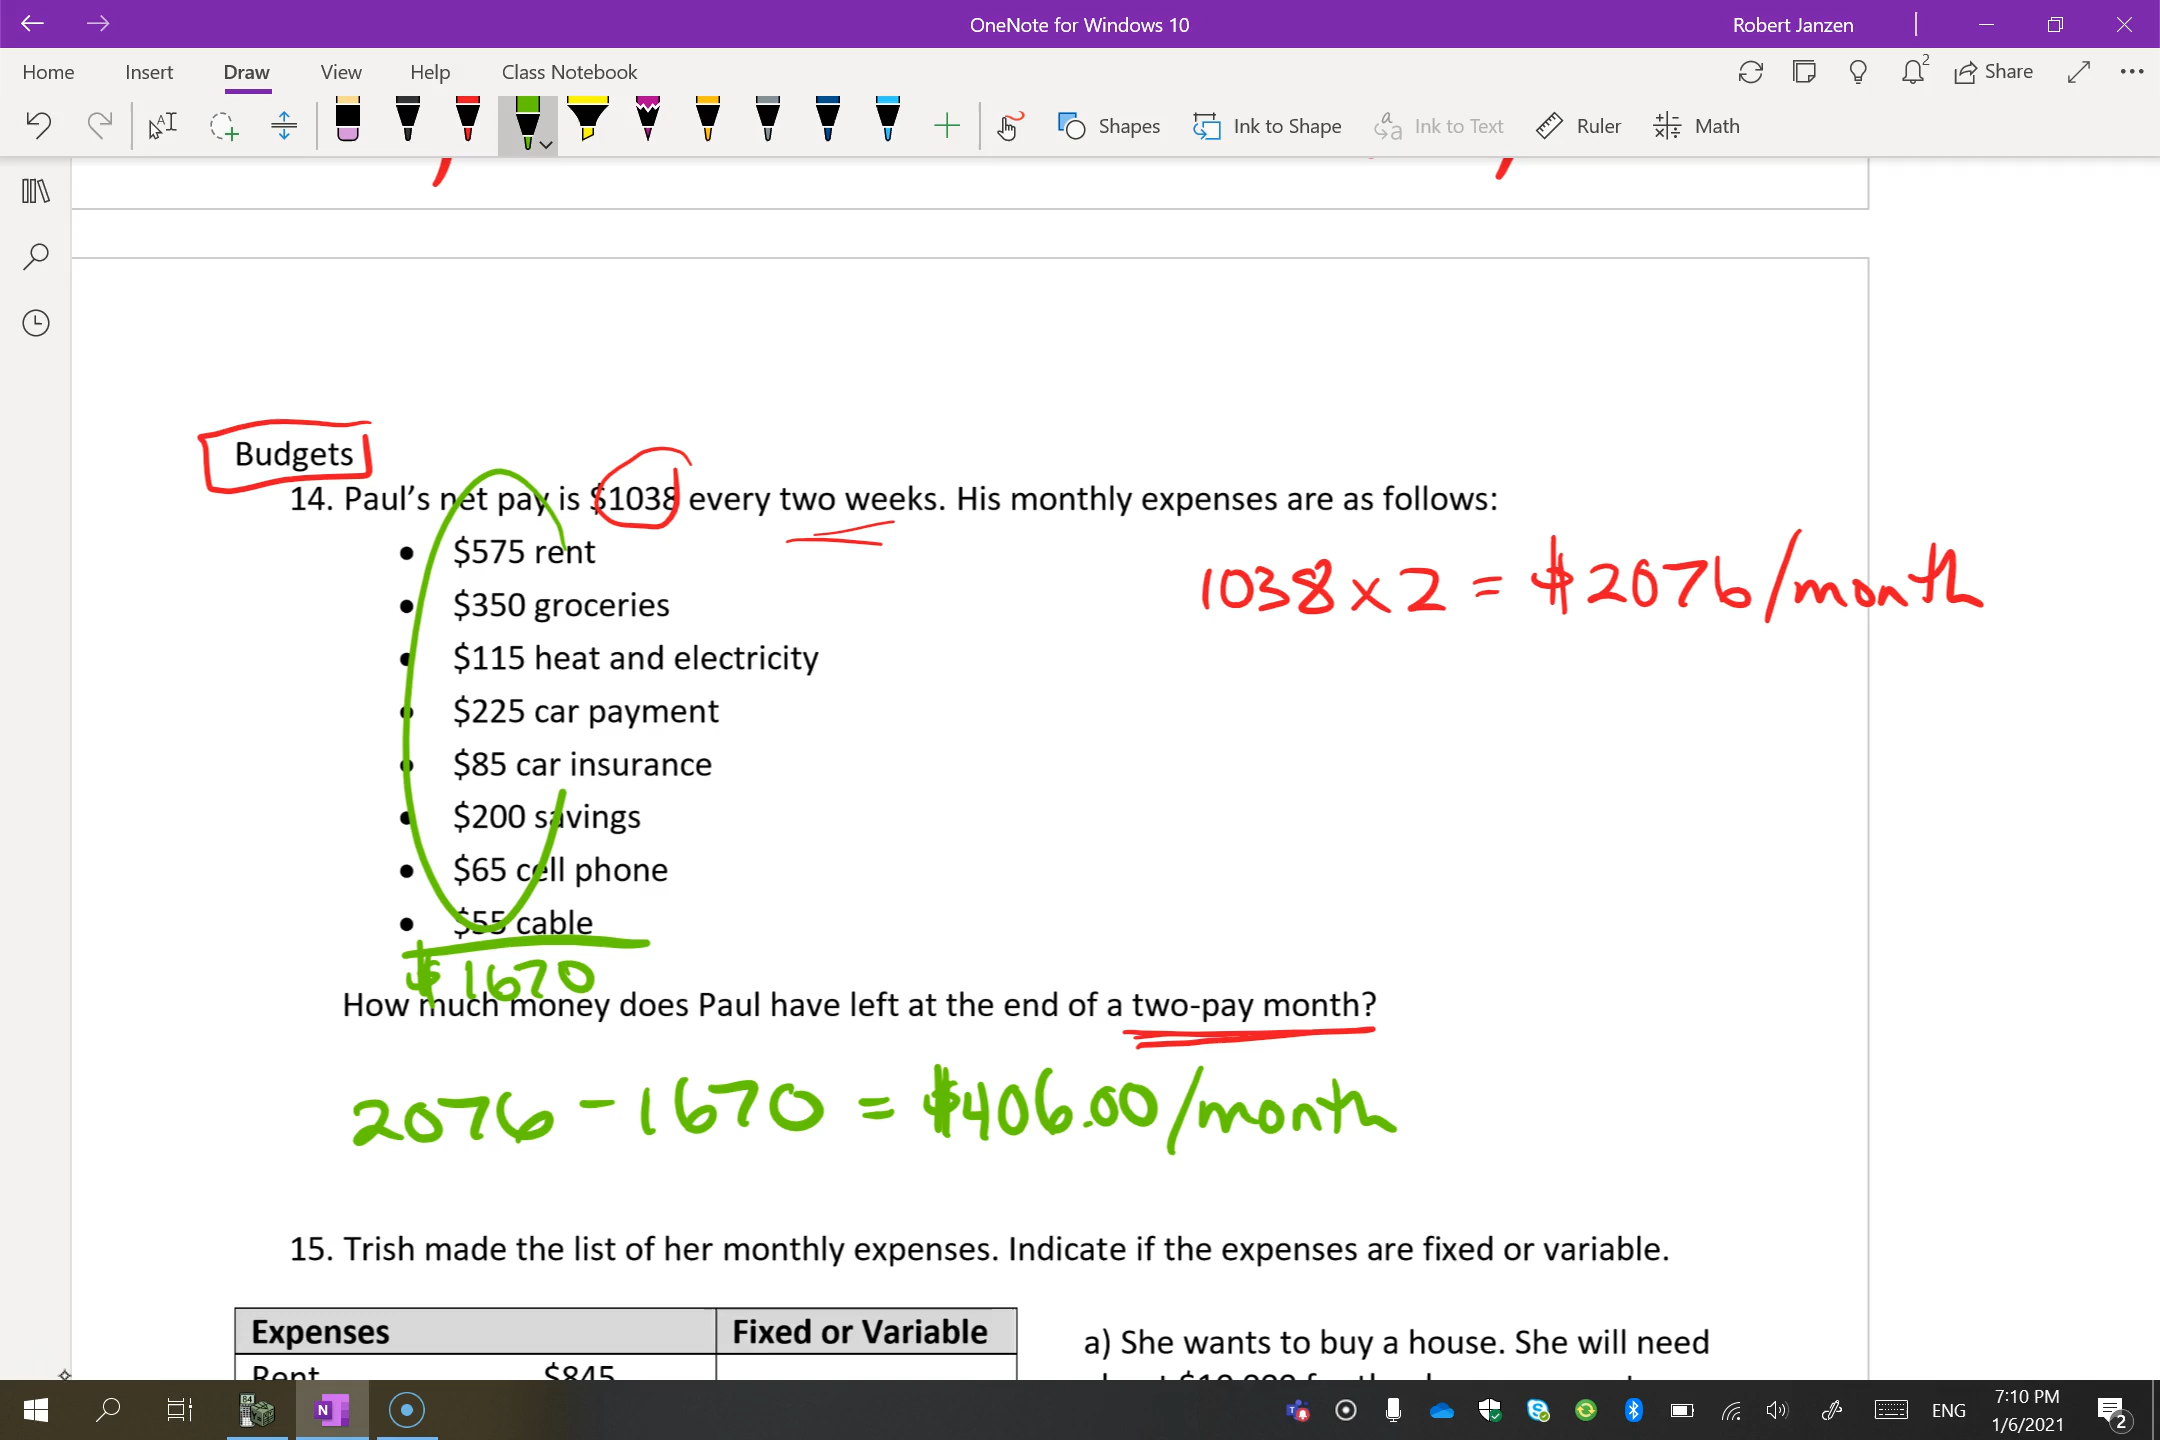 OneNote for Windows 10
Robert Janzen
Home Insert Draw View Help Class Notebook
Share
Shapes Ink to Shape Ink to Text Ruler Math
Budgets
14. Paul's net pay is $1038 every two weeks. His monthly expenses are as follows:
• $575 rent
1038 x 2 = $2076/month
• $350 groceries
• $115 heat and electricity
• $225 car payment
• $85 car insurance
• $200 savings
• $65 cell phone
• $55 cable
$1670
How much money does Paul have left at the end of a two-pay month?
2076 - 1670 = $406.00/month
15. Trish made the list of her monthly expenses. Indicate if the expenses are fixed or variable.
Expenses Fixed or Variable
a) She wants to buy a house. She will need
Rent $845
ENG
7:10 PM
1/6/2021
2